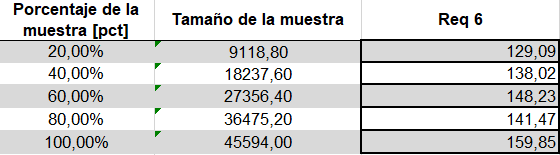 Porcentaje de la muestra [pct] Tamaño de la muestra Req 6
20,00% 9118,80 129,09
40,00% 18237,60 138,02
60,00% 27356,40 148,23
80,00% 36475,20 141,47
100,00% 45594,00 159,85